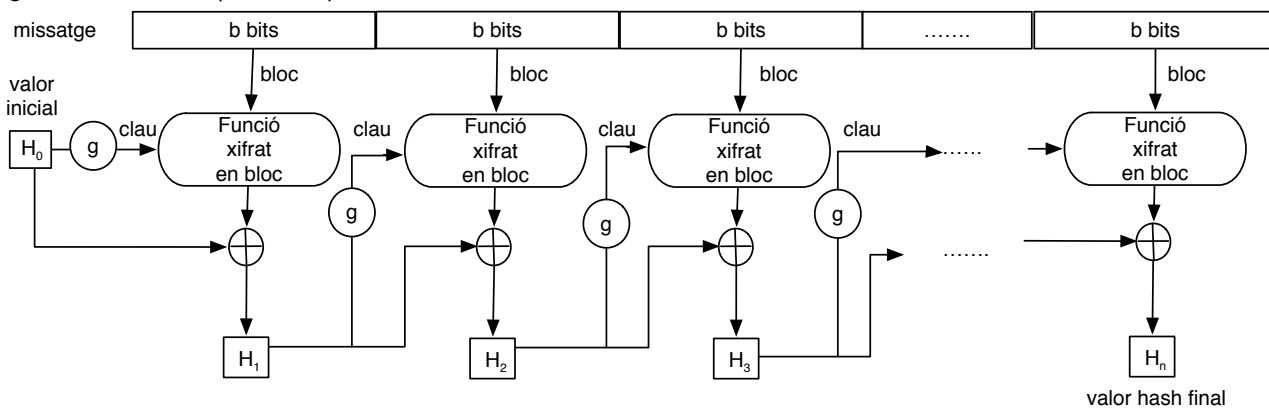 missatge
b bits
b bits
b bits
.......
b bits
bloc
bloc
bloc
bloc
valor
inicial
H0
g
clau
Funció
xifrat
en bloc
clau
Funció
xifrat
en bloc
clau
Funció
xifrat
en bloc
clau
......
Funció
xifrat
en bloc
g
g
g
.......
H1
H2
H3
Hn
valor hash final